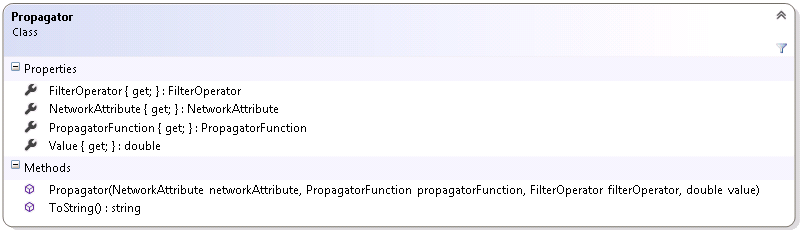 Propagator
Class
Properties
FilterOperator { get; } : FilterOperator
NetworkAttribute { get; } : NetworkAttribute
PropagatorFunction { get; } : PropagatorFunction
Value { get; } : double
Methods
Propagator(NetworkAttribute networkAttribute, PropagatorFunction propagatorFunction, FilterOperator filterOperator, double value)
ToString() : string